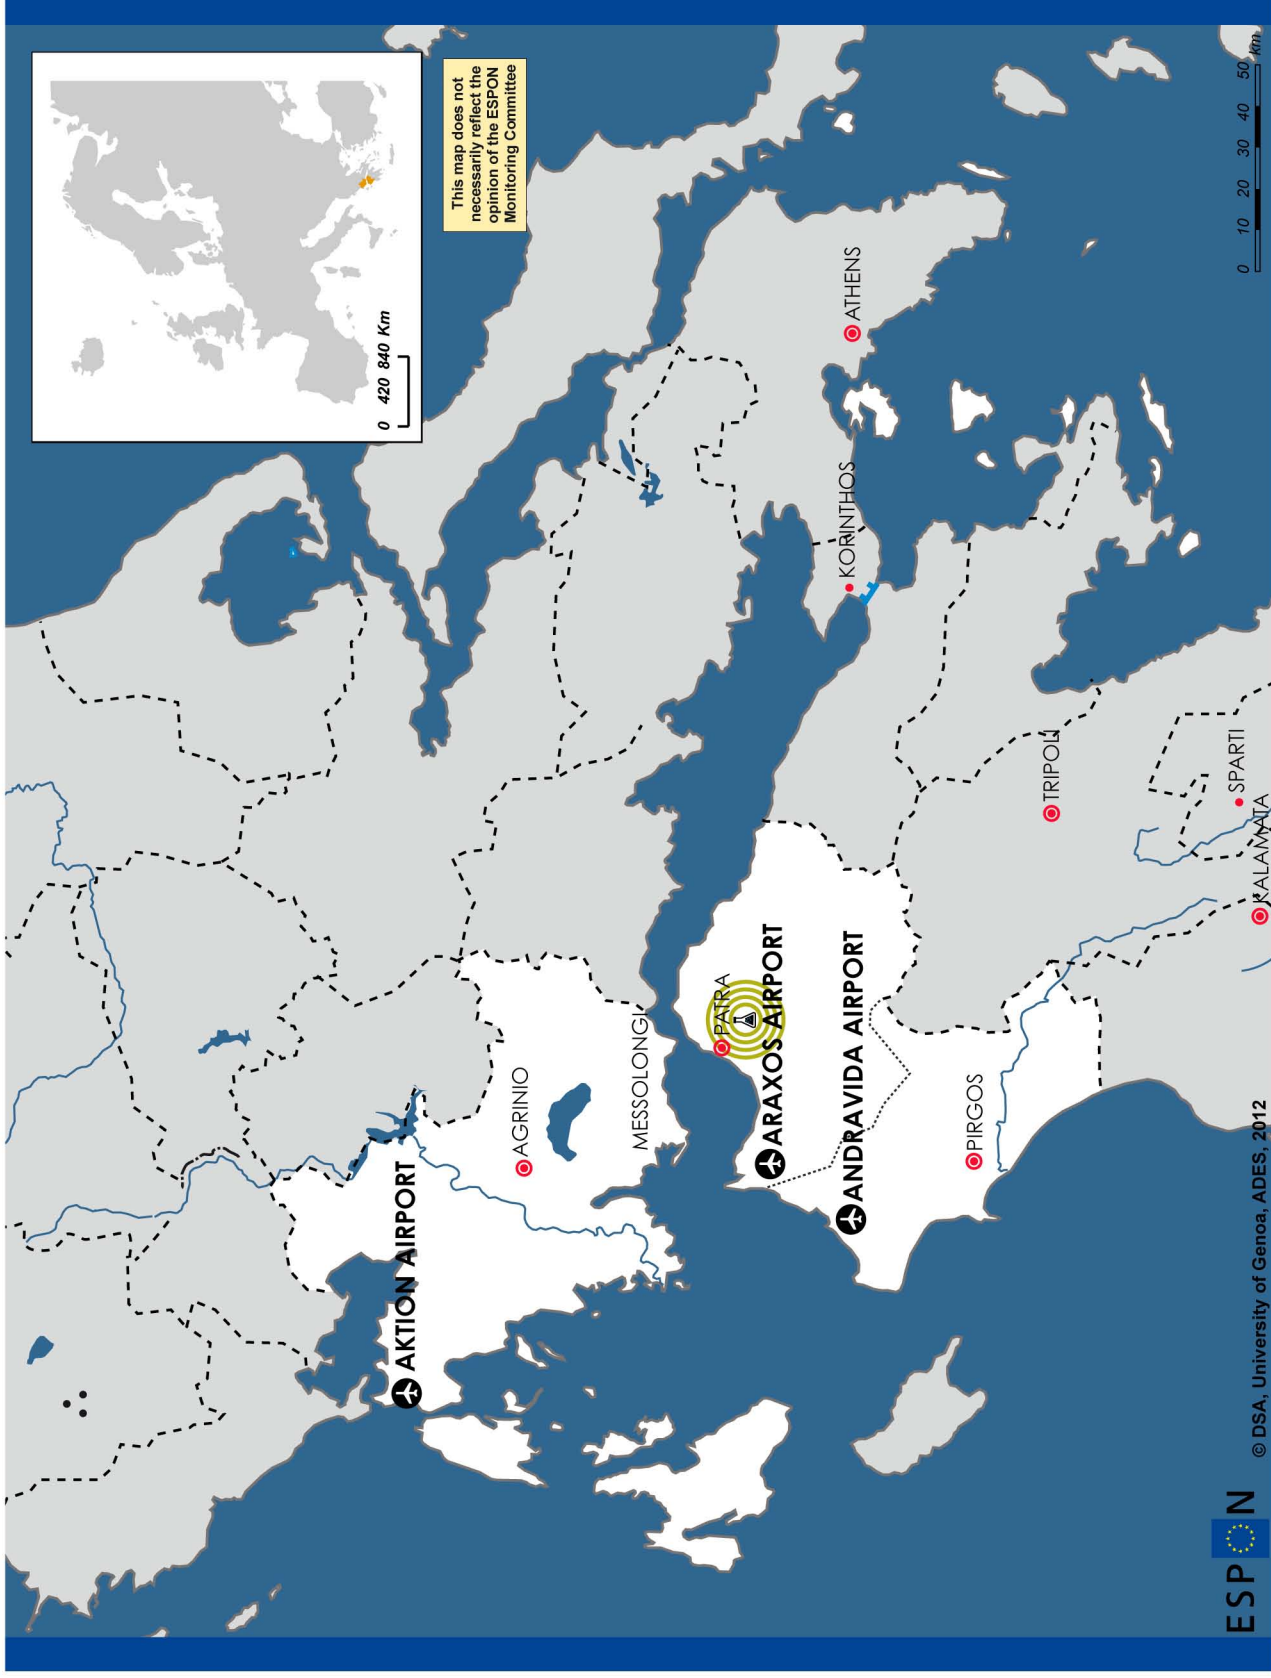 0 420 840 Km
This map does not
necessarily reflect the
opinion of the ESPON
Monitoring Committee
AKTION AIRPORT
AGRINIO
MESSOLONGI
PATRA
ARAXOS AIRPORT
ANDRAVIDA AIRPORT
PIRGOS
KORINTHOS
ATHENS
TRIPOLI
SPARTI
KALAMATA
ESPON
© DSA, University of Genoa, ADES, 2012
0 10 20 30 40 50 km